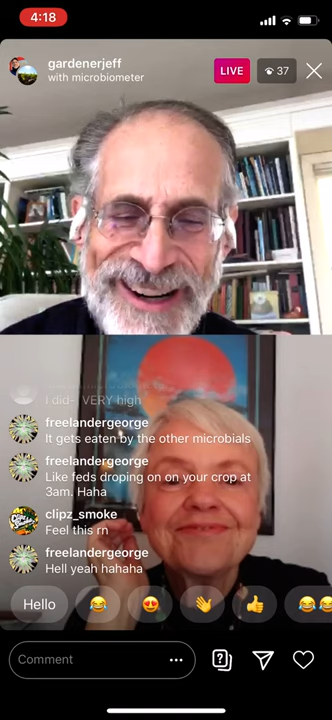 4:18
gardenerjeff
with microbiometer
LIVE
37
I did- VERY high
freelandergeorge
It gets eaten by the other microbials
freelandergeorge
Like feds droping on on your crop at
3am. Haha
clipz_smoke
Feel this rn
freelandergeorge
Hell yeah hahaha
Hello
Comment